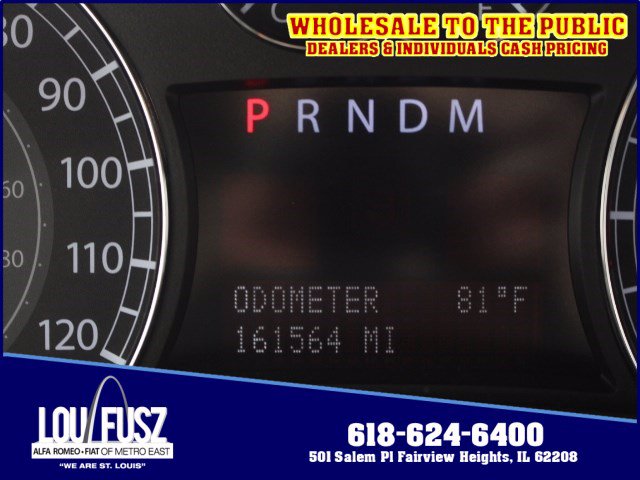 WHOLESALE TO THE PUBLIC
DEALERS & INDIVIDUALS CASH PRICING
80
90
100
110
120
60
80
P R N D M
ODOMETER 81°F
161564 MI
LOU FUSZ
ALFA ROMEO • FIAT OF METRO EAST
"WE ARE ST. LOUIS"
618-624-6400
501 Salem Pl Fairview Heights, IL 62208